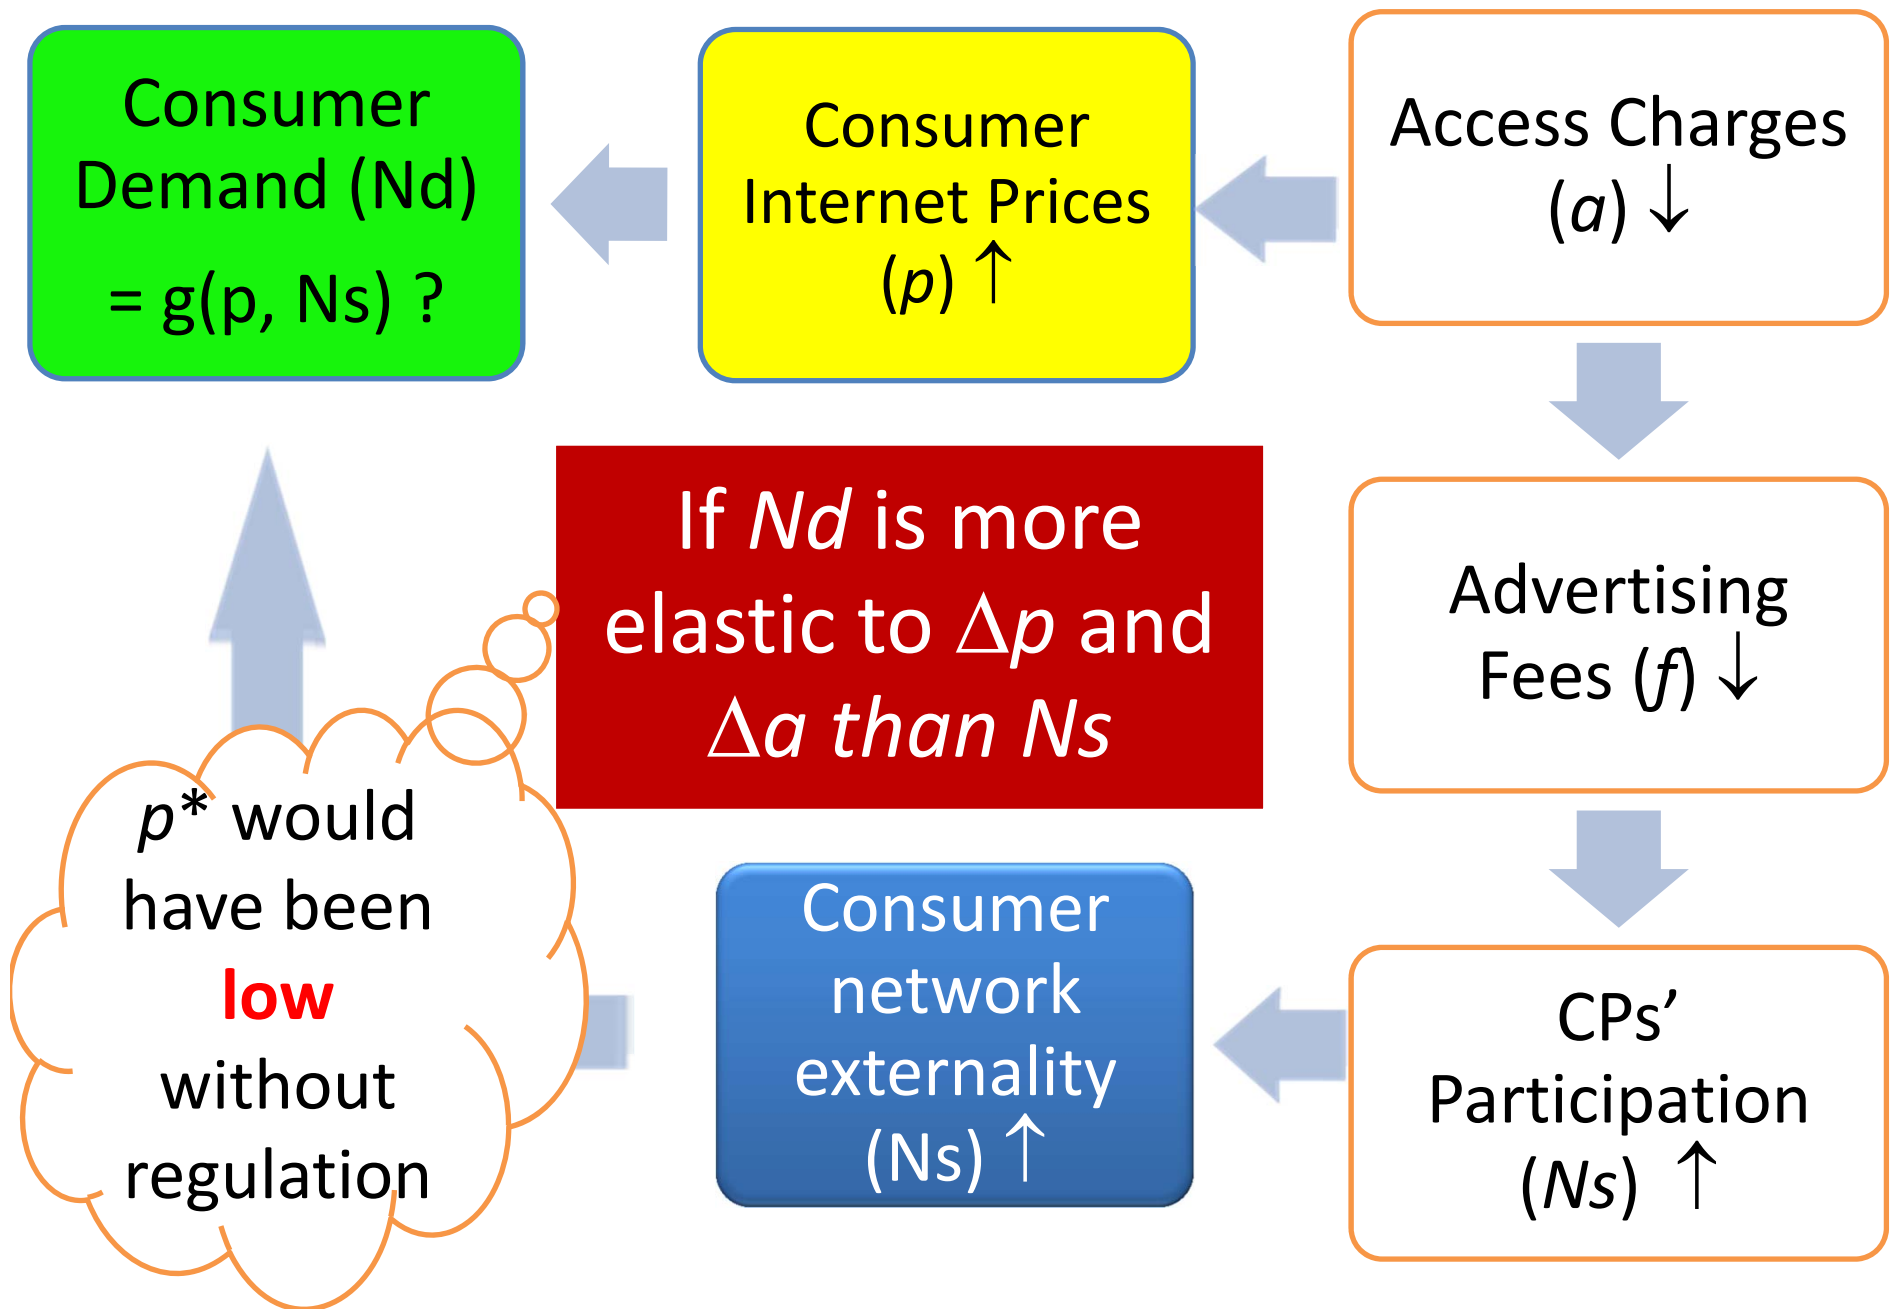 Consumer
Demand (Nd)
= g(p, Ns) ?
Consumer
Internet Prices
(p) ↑
Access Charges
(a) ↓
If Nd is more
elastic to Δp and
Δa than Ns
Advertising
Fees (f) ↓
p* would
have been
low
without
regulation
Consumer
network
externality
(Ns) ↑
CPs’
Participation
(Ns) ↑